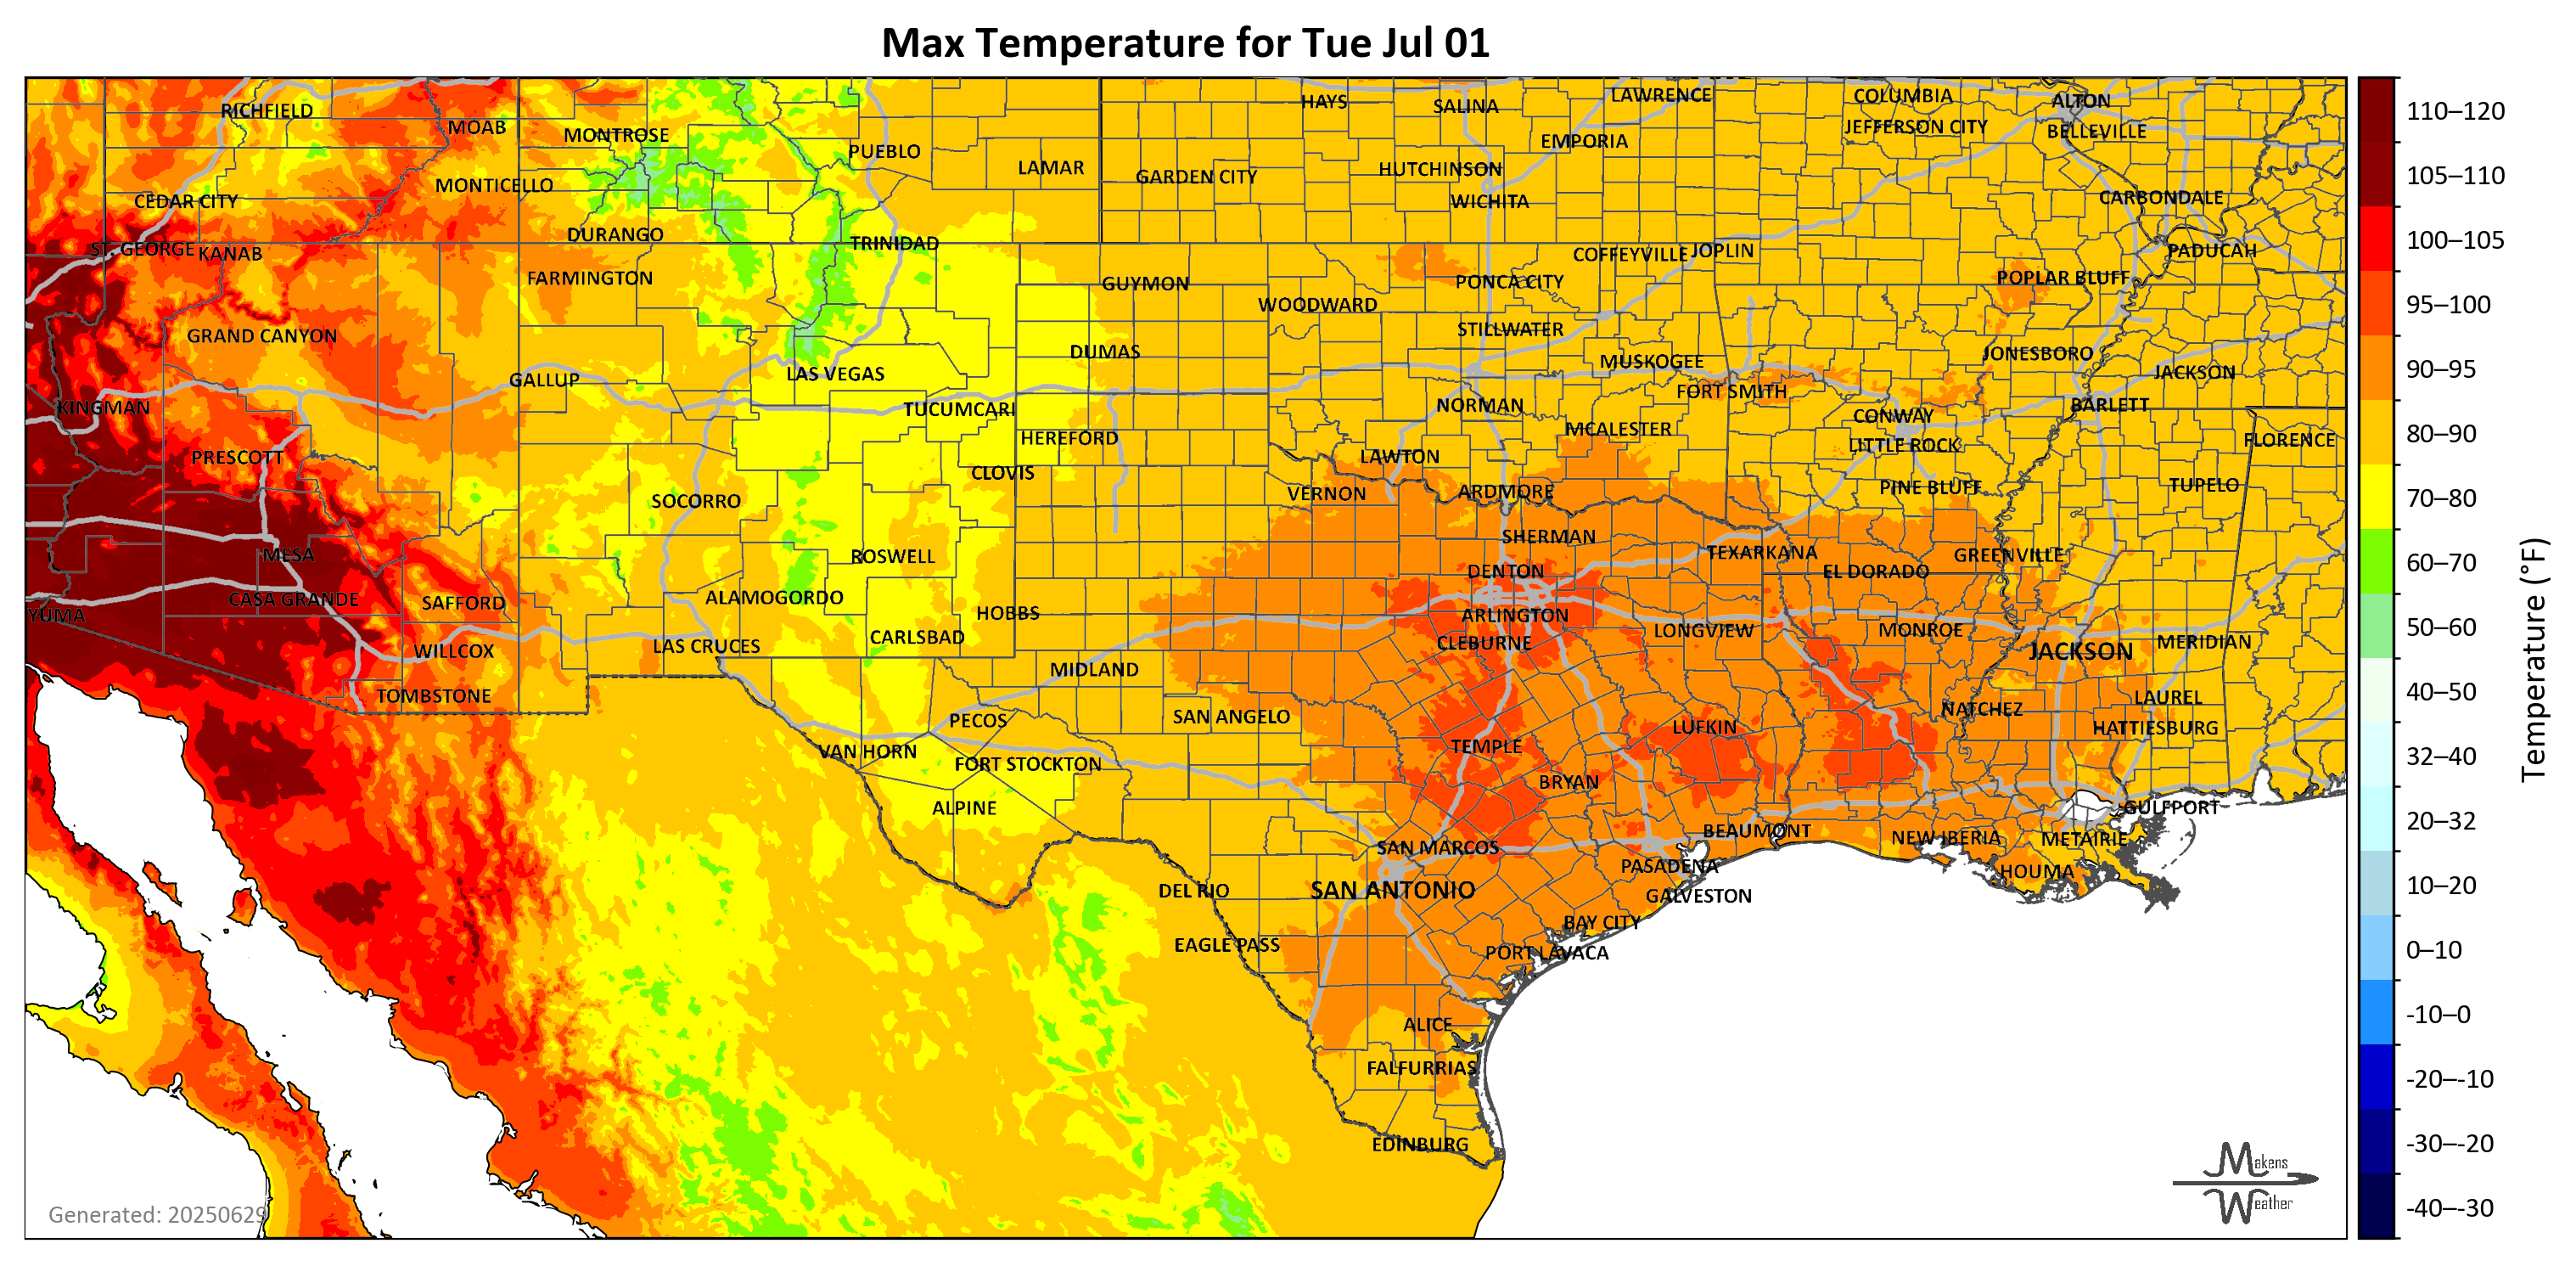 Max Temperature for Tue Jul 01
RICHFIELD
MOAB
MONTROSE
PUEBLO
LAMAR
HAYS
SALINA
LAWRENCE
COLUMBIA
ALTON
JEFFERSON CITY
BELLEVILLE
EMPORIA
HUTCHINSON
GARDEN CITY
MONTICELLO
CEDAR CITY
WICHITA
CARBONDALE
DURANGO
TRINIDAD
ST. GEORGE
KANAB
COFFEYVILLE
JOPLIN
PADUCAH
FARMINGTON
GUYMON
PONCA CITY
POPLAR BLUFF
WOODWARD
GRAND CANYON
STILLWATER
DUMAS
MUSKOGEE
JONESBORO
GALLUP
LAS VEGAS
JACKSON
FORT SMITH
KINGMAN
TUCUMCARI
NORMAN
CONWAY
BARLETT
HEREFORD
MCALESTER
LITTLE ROCK
FLORENCE
PRESCOTT
CLOVIS
LAWTON
SOCORRO
VERNON
ARDMORE
PINE BLUFF
TUPELO
SHERMAN
MESA
ROSWELL
TEXARKANA
GREENVILLE
DENTON
EL DORADO
CASA GRANDE
SAFFORD
ALAMOGORDO
YUMA
HOBBS
ARLINGTON
CARLSBAD
LONGVIEW
MONROE
WILLCOX
LAS CRUCES
CLEBURNE
JACKSON
MERIDIAN
MIDLAND
TOMBSTONE
LAUREL
PECOS
SAN ANGELO
NATCHEZ
LUFKIN
HATTIESBURG
VAN HORN
TEMPLE
FORT STOCKTON
BRYAN
ALPINE
GULFPORT
BEAUMONT
NEW IBERIA
METAIRIE
SAN MARCOS
PASADENA
HOUMA
DEL RIO
SAN ANTONIO
GALVESTON
BAY CITY
EAGLE PASS
PORT LAVACA
ALICE
FALFURRIAS
EDINBURG
Generated: 20250629
Makens
Weather
110–120
105–110
100–105
95–100
90–95
80–90
70–80
60–70
50–60
40–50
32–40
20–32
10–20
0–10
-10–0
-20–-10
-30–-20
-40–-30
Temperature (°F)